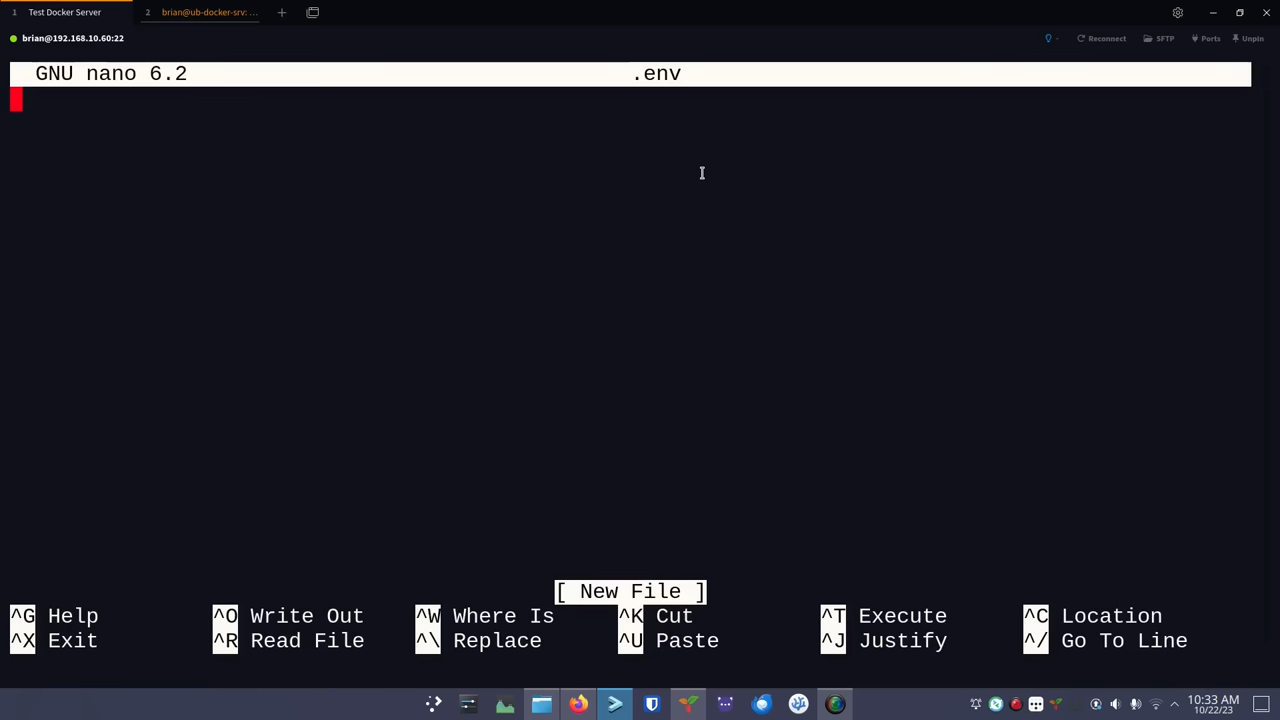 1 Test Docker Server 2 brian@ub-docker-srv: ...
brian@192.168.10.60:22 Reconnect SFTP Ports Unpin
GNU nano 6.2 .env
[ New File ]
^G Help ^O Write Out ^W Where Is ^K Cut ^T Execute ^C Location
^X Exit ^R Read File ^\ Replace ^U Paste ^J Justify ^/ Go To Line
10:33 AM
10/22/23